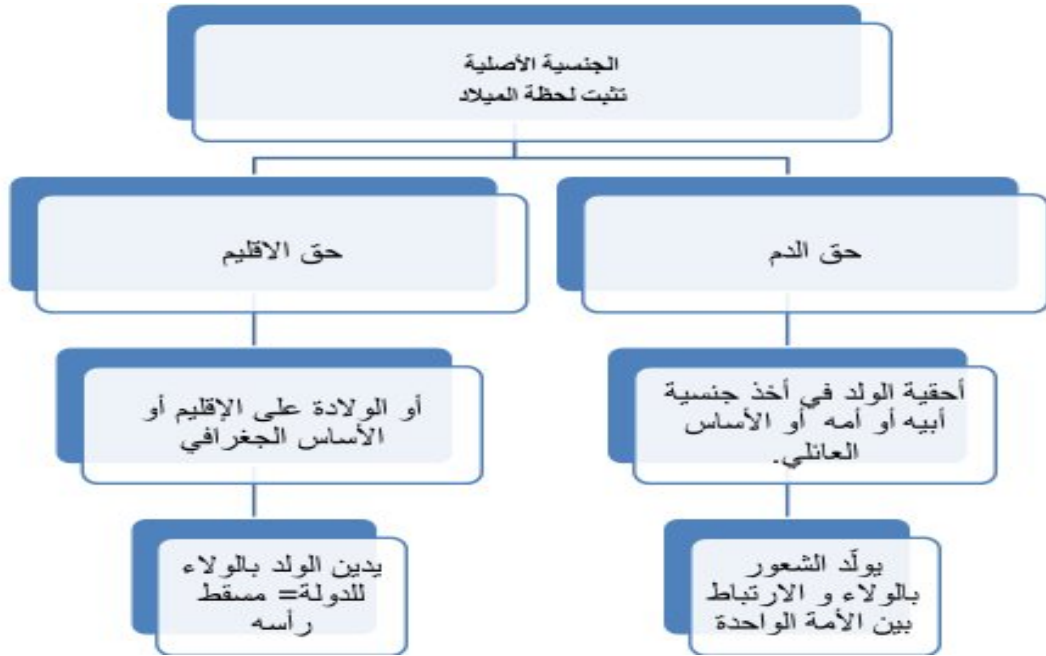 الجنسية الأصلية
تثبت لحظة الميلاد
حق الدم
حق الاقليم
أحقية الولد في أخذ جنسية
أبيه أو أمه أو الأساس
العائلي.
أو الولادة على الإقليم أو
الأساس الجغرافي
يولّد الشعور
بالولاء و الارتباط
بين الأمة الواحدة
يدين الولد بالولاء
للدولة= مسقط
رأسه